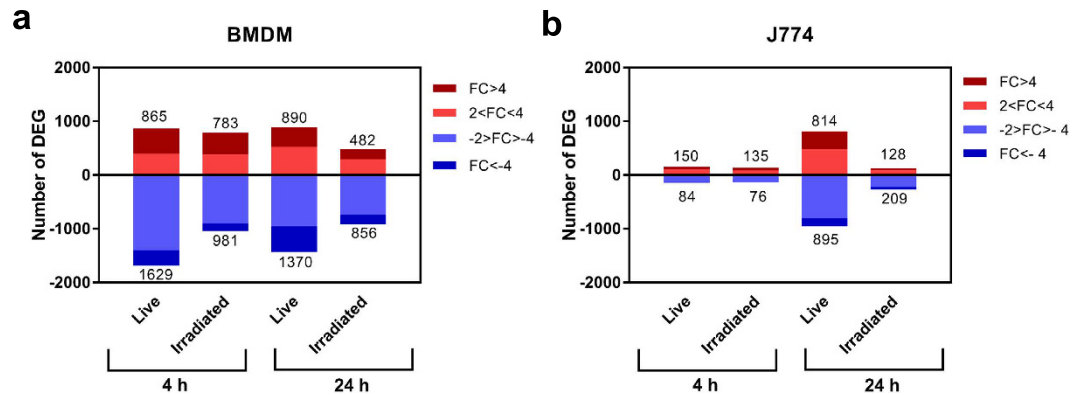 a
BMDM
2000
1000
0
-1000
-2000
Number of DEG
865
783
890
482
1629
981
1370
856
Live
Irradiated
Live
Irradiated
4 h
24 h
FC>4
2<FC<4
-2>FC>-4
FC<-4
b
J774
2000
1000
0
-1000
-2000
Number of DEG
150
135
814
128
84
76
895
209
Live
Irradiated
Live
Irradiated
4 h
24 h
FC>4
2<FC<4
-2>FC>- 4
FC<- 4